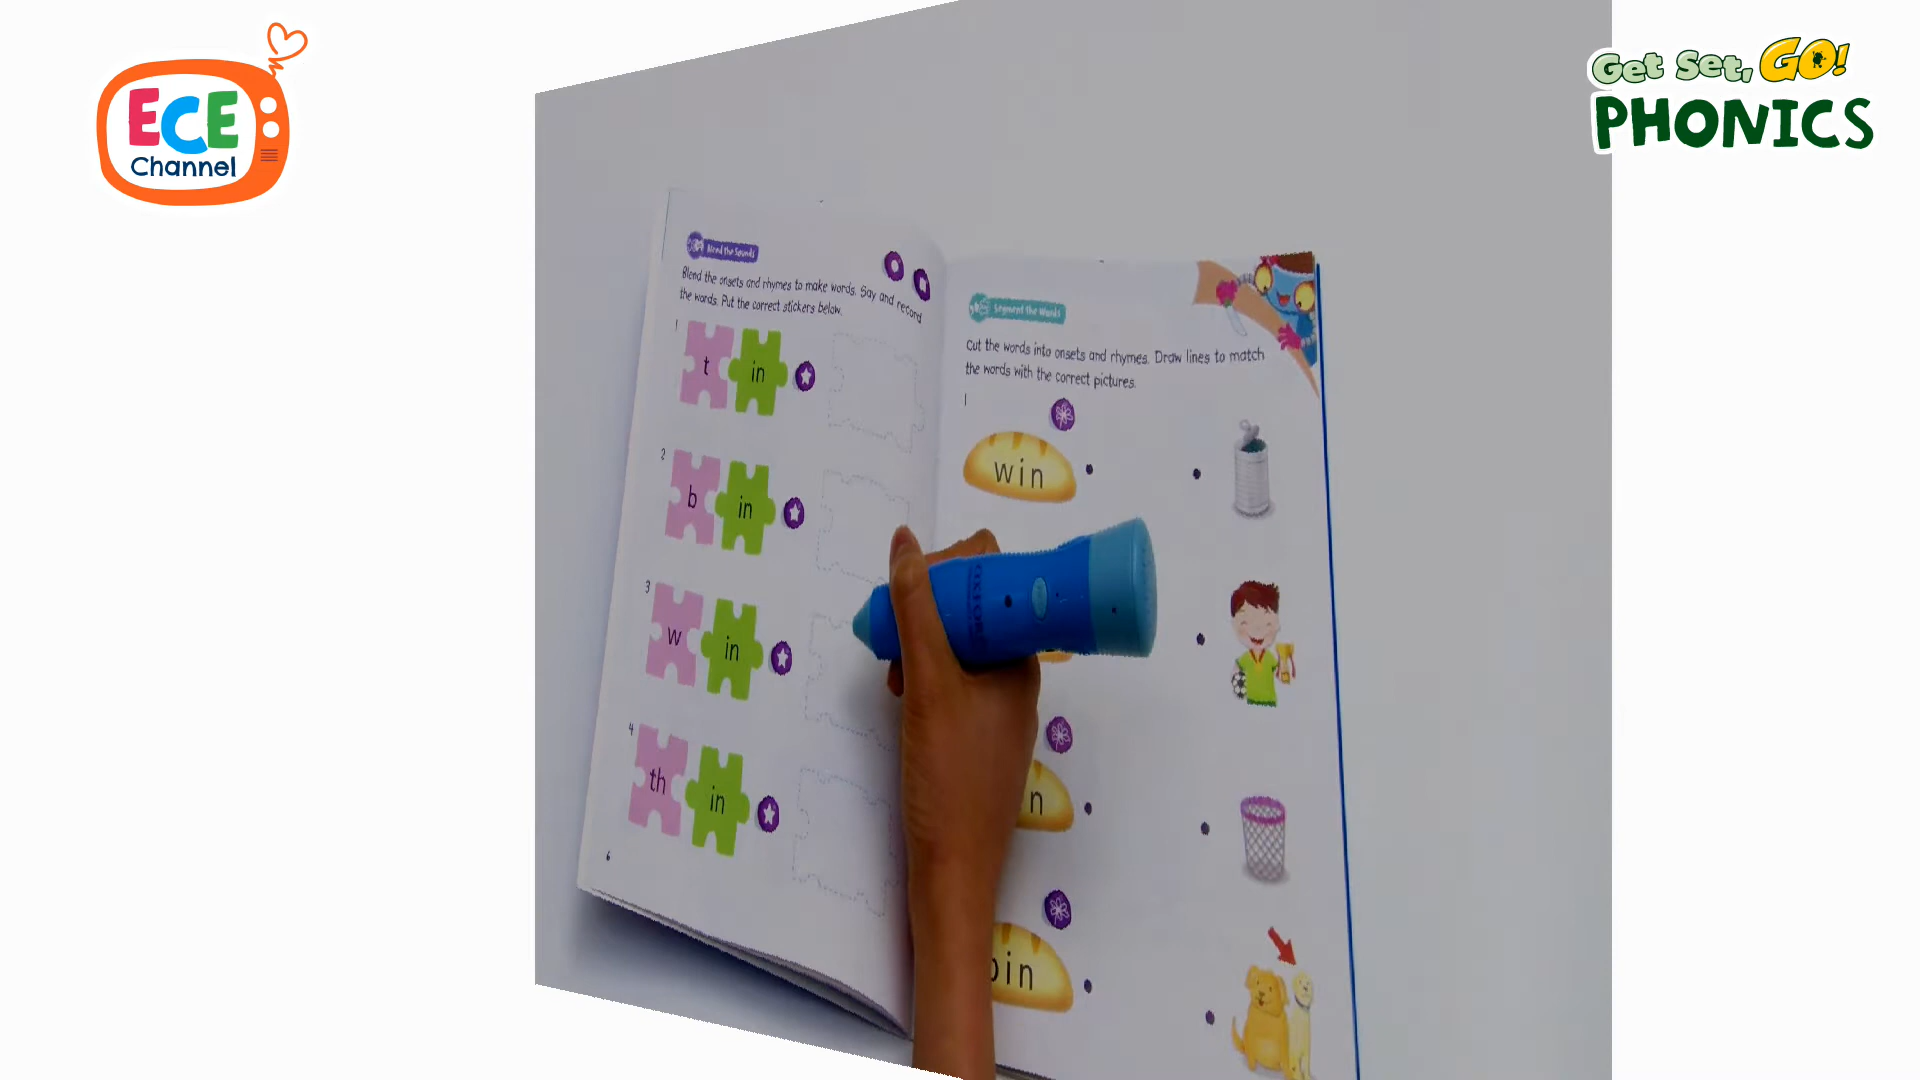 ECE
Channel
Get Set, GO!
PHONICS
Blend the Sounds
Blend the onsets and rhymes to make words. Say and record
the words. Put the correct stickers below.
1
t in
2
b in
3
w in
4
th in
6
Segment the Words
Cut the words into onsets and rhymes. Draw lines to match
the words with the correct pictures.
1
win
n
bin
OXFORD